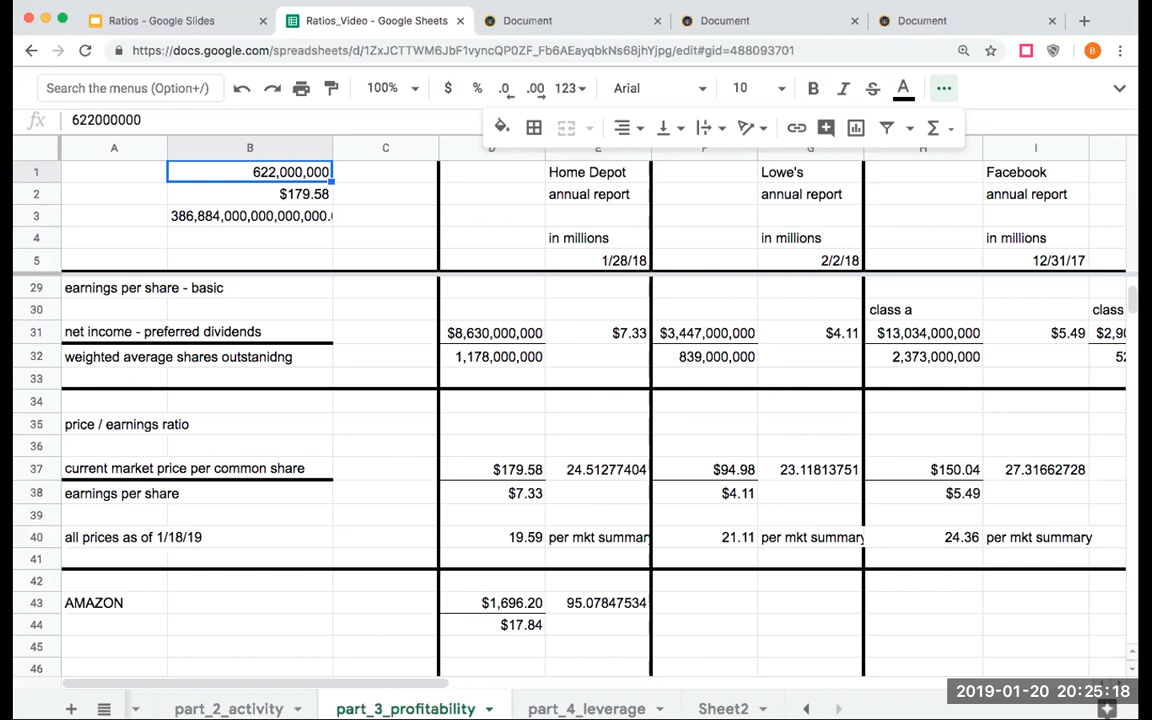 Ratios - Google Slides × Ratios_Video - Google Sheets × Document × Document × Document × +
https://docs.google.com/spreadsheets/d/1ZxJCTTWM6JbF1vyncQP0ZF_Fb6AEayqbkNs68jhYjpg/edit#gid=488093701 B
Search the menus (Option+/) 100% $ % .0 .00 123 Arial 10 B I S A
fx 622000000 Σ
A B C D E F G H I
1 622,000,000 Home Depot Lowe's Facebook
2 $179.58 annual report annual report annual report
3 386,884,000,000,000,000.
4 in millions in millions in millions
5 1/28/18 2/2/18 12/31/17
29 earnings per share - basic
30 class a class
31 net income - preferred dividends $8,630,000,000 $7.33 $3,447,000,000 $4.11 $13,034,000,000 $5.49 $2,90
32 weighted average shares outstanidng 1,178,000,000 839,000,000 2,373,000,000 52
33
34
35 price / earnings ratio
36
37 current market price per common share $179.58 24.51277404 $94.98 23.11813751 $150.04 27.31662728
38 earnings per share $7.33 $4.11 $5.49
39
40 all prices as of 1/18/19 19.59 per mkt summar 21.11 per mkt summar 24.36 per mkt summary
41
42
43 AMAZON $1,696.20 95.07847534
44 $17.84
45
46
2019-01-20 20:25:18
+ part_2_activity part_3_profitability part_4_leverage Sheet2